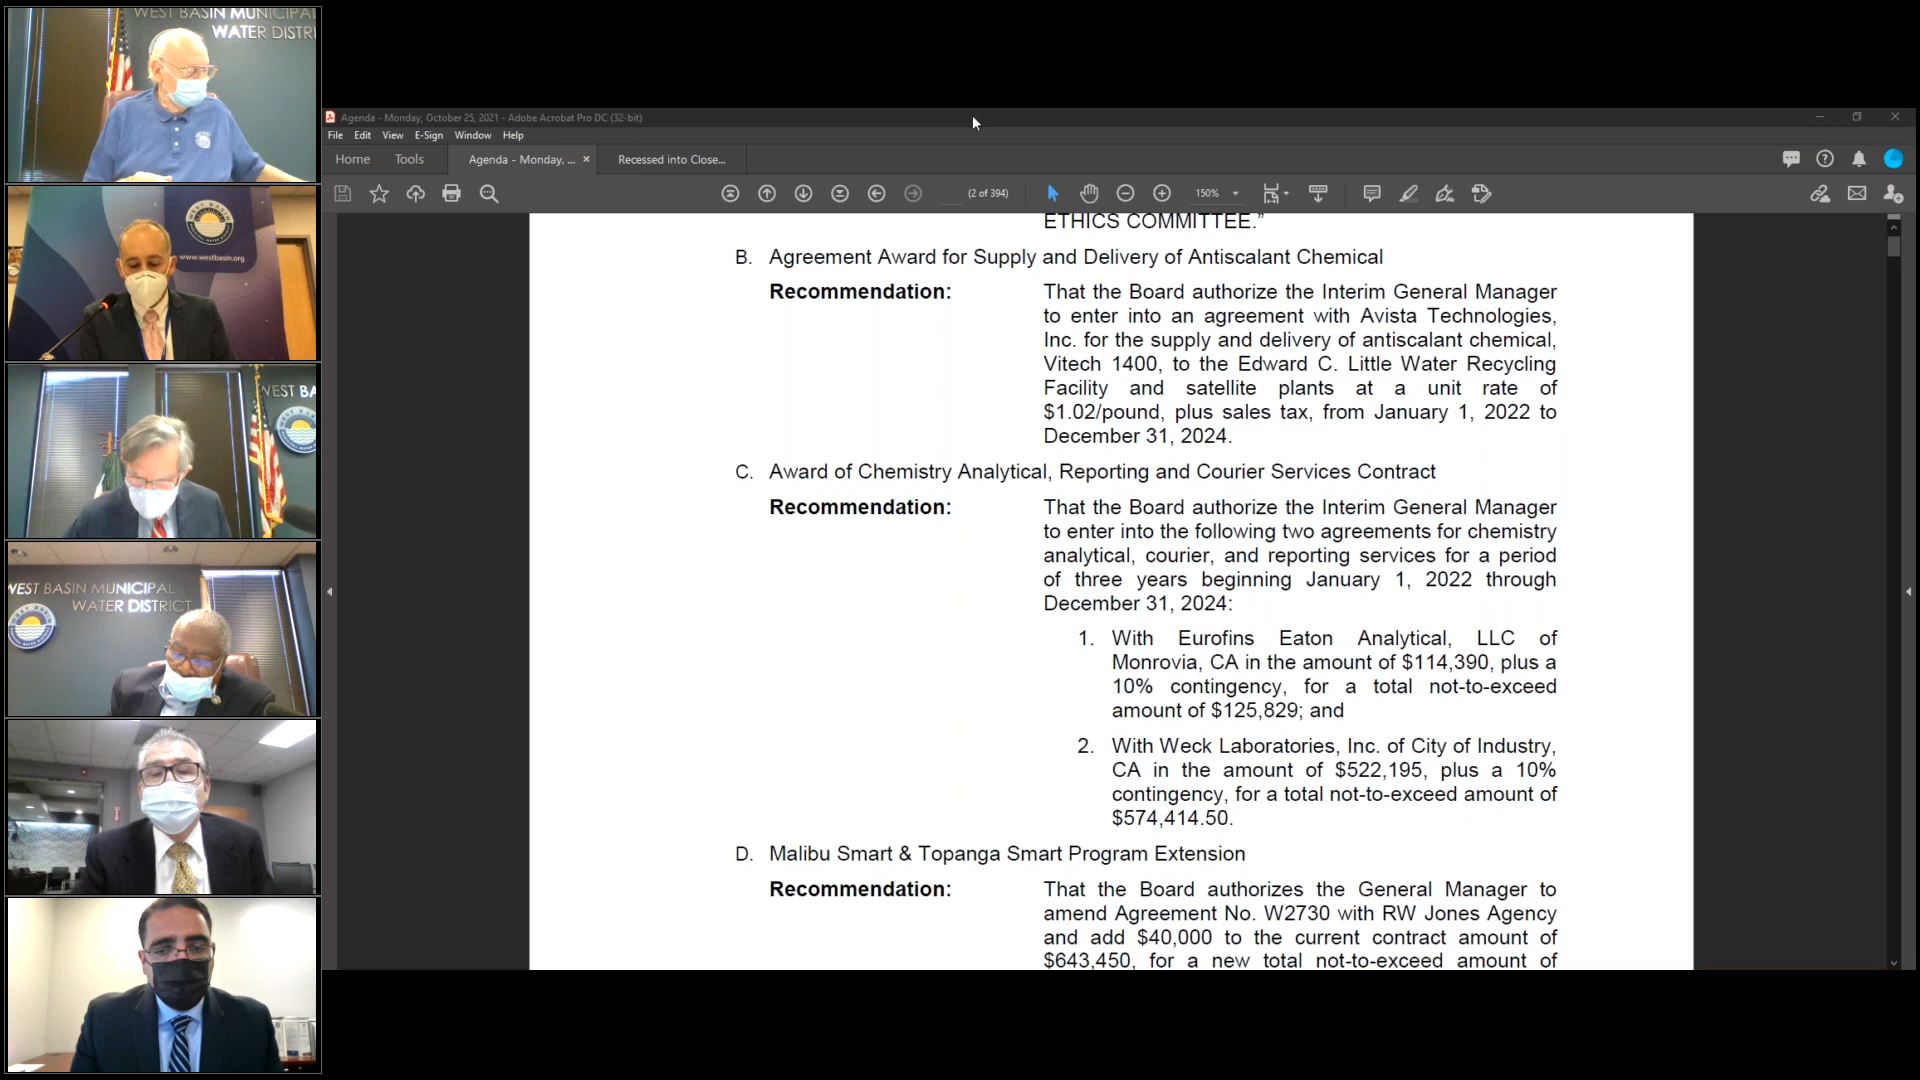 WEST BASIN MUNICIPAL
WATER DISTRI
WEST BASIN
www.westbasin.org
WEST BA
WEST BASIN MUNICIPAL
WATER DISTRICT
Agenda - Monday, October 25, 2021 - Adobe Acrobat Pro DC (32-bit)
File Edit View E-Sign Window Help
Home Tools Agenda - Monday, ... × Recessed into Close...
(2 of 394) 150%
ETHICS COMMITTEE.”
B. Agreement Award for Supply and Delivery of Antiscalant Chemical
Recommendation: That the Board authorize the Interim General Manager
to enter into an agreement with Avista Technologies,
Inc. for the supply and delivery of antiscalant chemical,
Vitech 1400, to the Edward C. Little Water Recycling
Facility and satellite plants at a unit rate of
$1.02/pound, plus sales tax, from January 1, 2022 to
December 31, 2024.
C. Award of Chemistry Analytical, Reporting and Courier Services Contract
Recommendation: That the Board authorize the Interim General Manager
to enter into the following two agreements for chemistry
analytical, courier, and reporting services for a period
of three years beginning January 1, 2022 through
December 31, 2024:
1. With Eurofins Eaton Analytical, LLC of
Monrovia, CA in the amount of $114,390, plus a
10% contingency, for a total not-to-exceed
amount of $125,829; and
2. With Weck Laboratories, Inc. of City of Industry,
CA in the amount of $522,195, plus a 10%
contingency, for a total not-to-exceed amount of
$574,414.50.
D. Malibu Smart & Topanga Smart Program Extension
Recommendation: That the Board authorizes the General Manager to
amend Agreement No. W2730 with RW Jones Agency
and add $40,000 to the current contract amount of
$643,450, for a new total not-to-exceed amount of